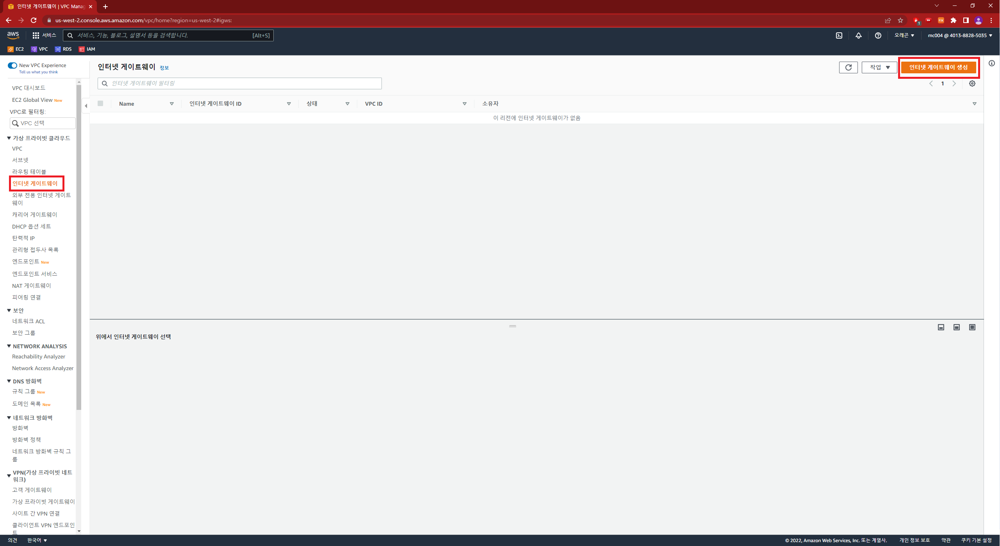 인터넷 게이트웨이 | VPC Manag
us-west-2.console.aws.amazon.com/vpc/home?region=us-west-2#igws:
1
aws
서비스
서비스, 기능, 블로그, 설명서 등을 검색합니다.
[Alt+S]
오레곤
mc004 @ 4013-8828-5035
EC2
VPC
RDS
IAM
New VPC Experience
Tell us what you think
VPC 대시보드
EC2 Global View New
VPC로 필터링:
VPC 선택
가상 프라이빗 클라우드
VPC
서브넷
라우팅 테이블
인터넷 게이트웨이
외부 전용 인터넷 게이트
웨이
캐리어 게이트웨이
DHCP 옵션 세트
탄력적 IP
관리형 접두사 목록
엔드포인트 New
엔드포인트 서비스
NAT 게이트웨이
피어링 연결
보안
네트워크 ACL
보안 그룹
NETWORK ANALYSIS
Reachability Analyzer
Network Access Analyzer
DNS 방화벽
규칙 그룹 New
도메인 목록 New
네트워크 방화벽
방화벽
방화벽 정책
네트워크 방화벽 규칙 그
룹
VPN(가상 프라이빗 네트
워크)
고객 게이트웨이
가상 프라이빗 게이트웨이
사이트 간 VPN 연결
클라이언트 VPN 엔드포인
트
인터넷 게이트웨이 정보
작업
인터넷 게이트웨이 생성
인터넷 게이트웨이 필터링
1
Name
인터넷 게이트웨이 ID
상태
VPC ID
소유자
이 리전에 인터넷 게이트웨이가 없음
위에서 인터넷 게이트웨이 선택
의견
한국어
© 2022, Amazon Web Services, Inc. 또는 계열사.
개인 정보 보호
약관
쿠키 기본 설정